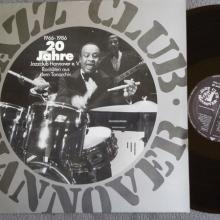 JAZZ CLUB ·
HANNOVER
1966-1986
20 Jahre
Jazzclub Hannover e.V.
Raritäten aus
dem Tonarchiv